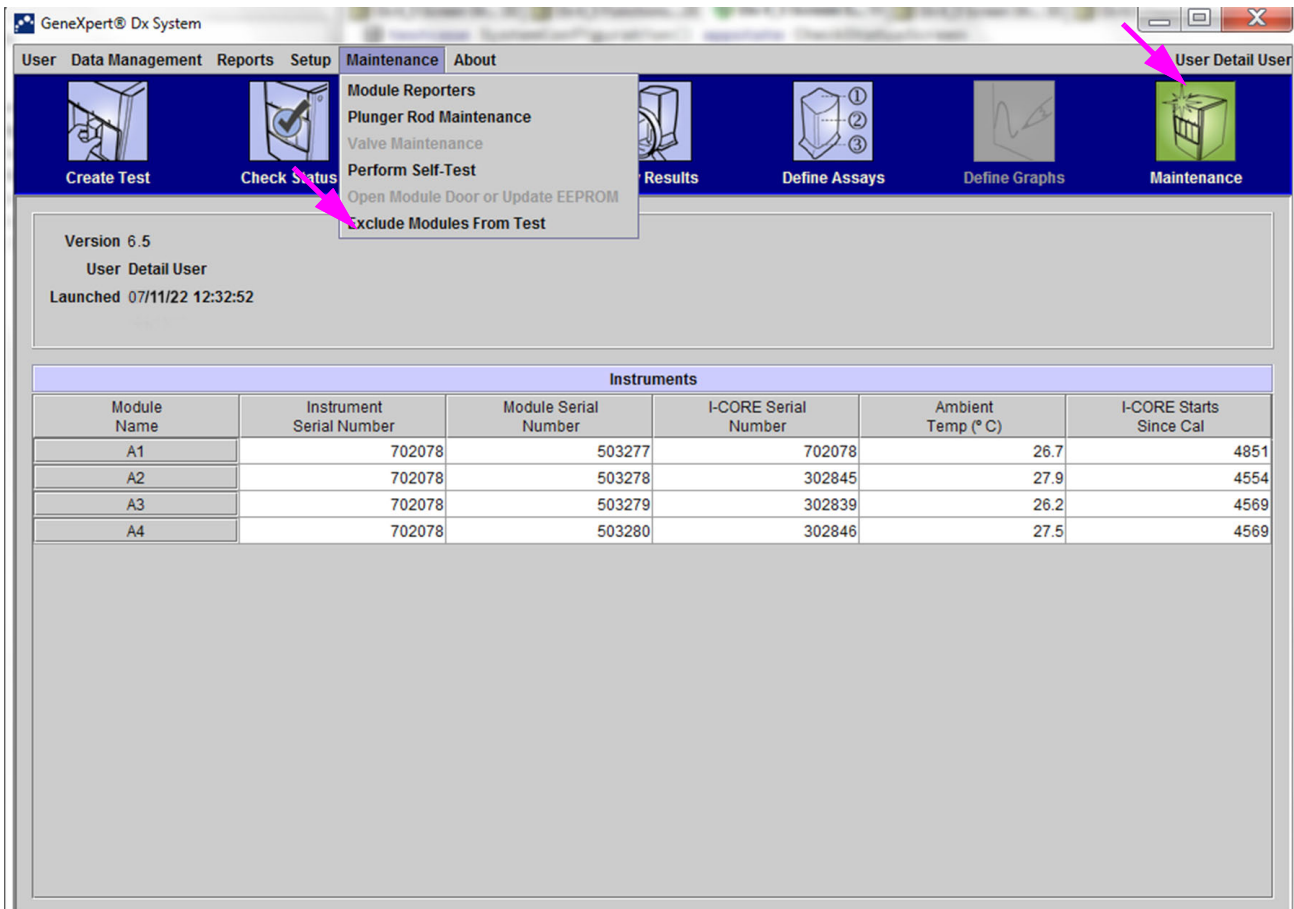 GeneXpert® Dx System
User Data Management Reports Setup Maintenance About User Detail User
Module Reporters
Plunger Rod Maintenance
Valve Maintenance
Perform Self-Test
Open Module Door or Update EEPROM
Exclude Modules From Test
Create Test Check Status Results Define Assays Define Graphs Maintenance
1
2
3
Version 6.5
User Detail User
Launched 07/11/22 12:32:52
Instruments
Module Name Instrument Serial Number Module Serial Number I-CORE Serial Number Ambient Temp (º C) I-CORE Starts Since Cal
A1 702078 503277 702078 26.7 4851
A2 702078 503278 302845 27.9 4554
A3 702078 503279 302839 26.2 4569
A4 702078 503280 302846 27.5 4569